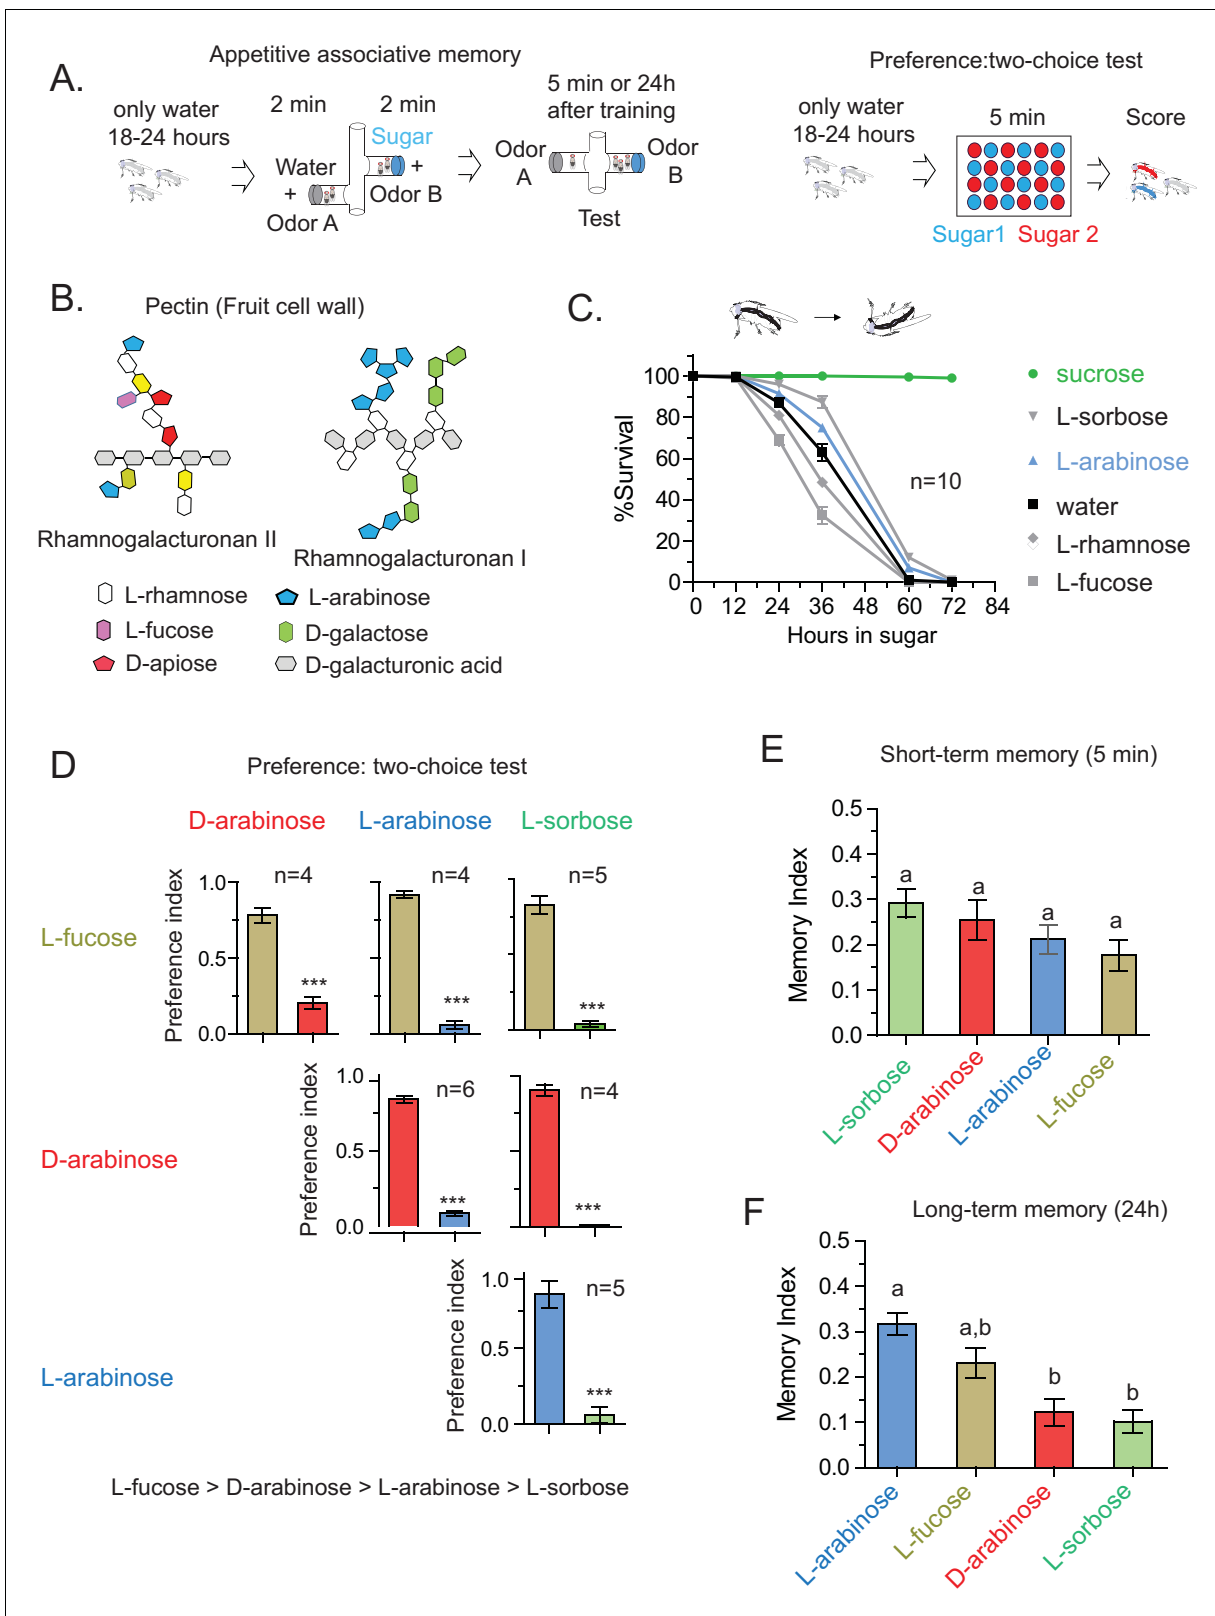 A.
Appetitive associative memory
only water
18-24 hours
2 min
2 min
Sugar
Water
+
Odor A
+
Odor B
5 min or 24h
after training
Odor
A
Odor
B
Test
Preference:two-choice test
only water
18-24 hours
5 min
Score
Sugar1 Sugar 2
B.
Pectin (Fruit cell wall)
Rhamnogalacturonan II
Rhamnogalacturonan I
L-rhamnose
L-arabinose
L-fucose
D-galactose
D-apiose
D-galacturonic acid
C.
%Survival
100
80
60
40
20
0
0 12 24 36 48 60 72 84
Hours in sugar
n=10
sucrose
L-sorbose
L-arabinose
water
L-rhamnose
L-fucose
D
Preference: two-choice test
D-arabinose L-arabinose L-sorbose
L-fucose
Preference index
1.0
0.5
0.0
n=4
***
n=4
***
n=5
***
D-arabinose
Preference index
1.0
0.5
0.0
n=6
***
n=4
***
L-arabinose
Preference index
1.0
0.5
0.0
n=5
***
L-fucose > D-arabinose > L-arabinose > L-sorbose
E
Short-term memory (5 min)
Memory Index
0.5
0.4
0.3
0.2
0.1
0.0
a
a
a
a
L-sorbose
D-arabinose
L-arabinose
L-fucose
F
Long-term memory (24h)
Memory Index
0.5
0.4
0.3
0.2
0.1
0.0
a
a,b
b
b
L-arabinose
L-fucose
D-arabinose
L-sorbose